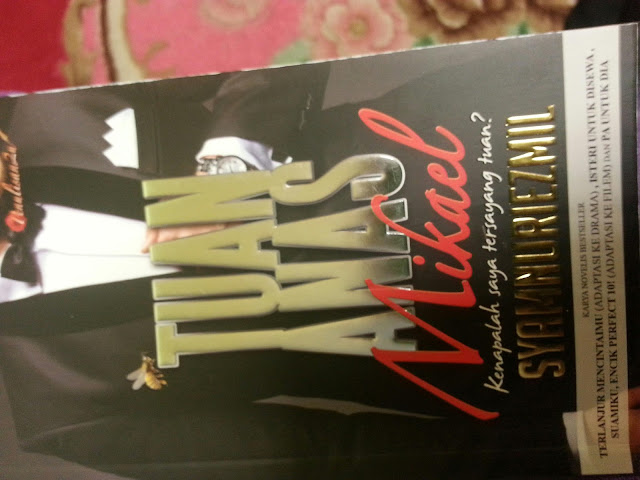 TUAN
ANAS
Mikael
Kenapalah saya tersayang tuan?
SYAMNURIEZMIL
KARYA NOVELIS BESTSELLER
TERLANJUR MENCINTAIMU (ADAPTASI KE DRAMA), ISTERI UNTUK DISEWA,
SUAMIKU, ENCIK PERFECT 10! (ADAPTASI KE FILEM) DAN PA UNTUK DIA